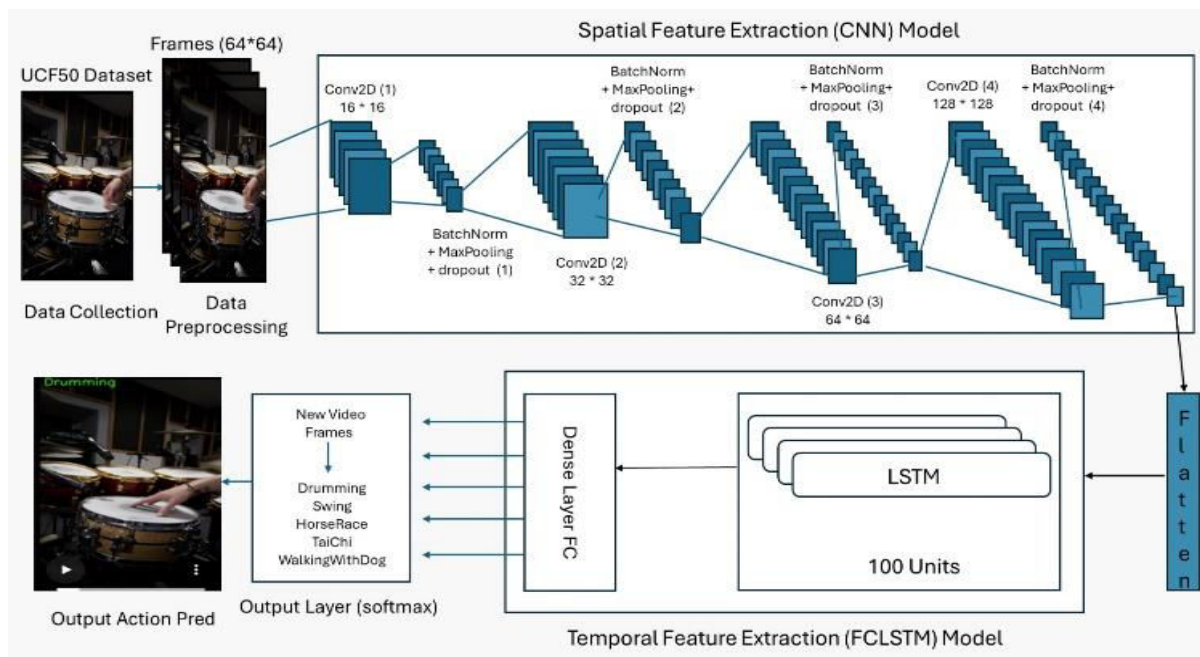 Spatial Feature Extraction (CNN) Model
Frames (64*64)
UCF50 Dataset
Conv2D (1)
16 * 16
BatchNorm
+ MaxPooling+
dropout (2)
BatchNorm
+ MaxPooling+
dropout (3)
Conv2D (4)
128 * 128
BatchNorm
+ MaxPooling+
dropout (4)
BatchNorm
+ MaxPooling
+ dropout (1)
Conv2D (2)
32 * 32
Conv2D (3)
64 * 64
Data Collection
Data
Preprocessing
Drumming
New Video
Frames
Drumming
Swing
HorseRace
TaiChi
WalkingWithDog
Dense Layer FC
LSTM
100 Units
Flatten
Output Action Pred
Output Layer (softmax)
Temporal Feature Extraction (FCLSTM) Model